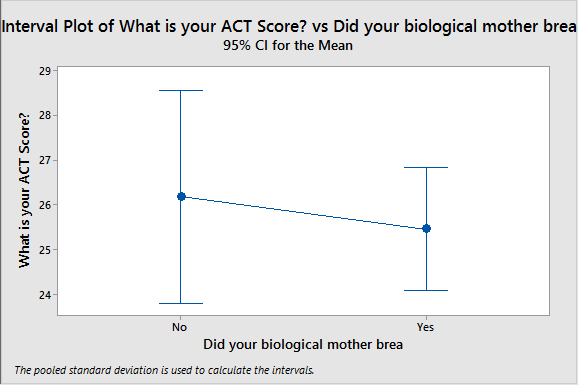 Interval Plot of What is your ACT Score? vs Did your biological mother brea
95% CI for the Mean
29
28
27
26
25
24
What is your ACT Score?
No
Yes
Did your biological mother brea
The pooled standard deviation is used to calculate the intervals.